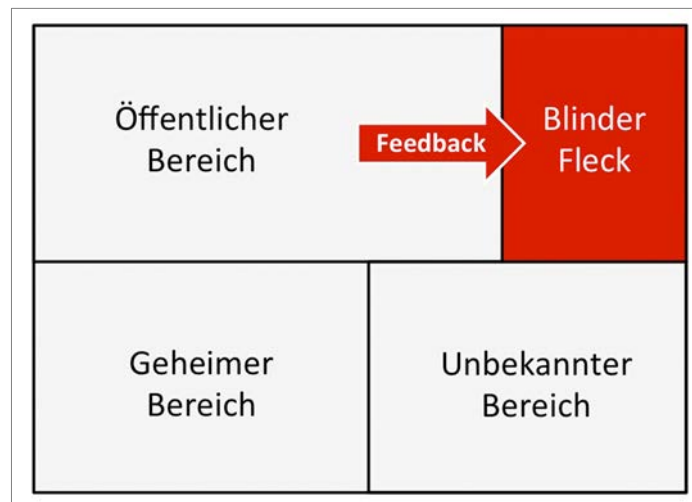 Öffentlicher
Bereich
Feedback
Blinder
Fleck
Geheimer
Bereich
Unbekannter
Bereich